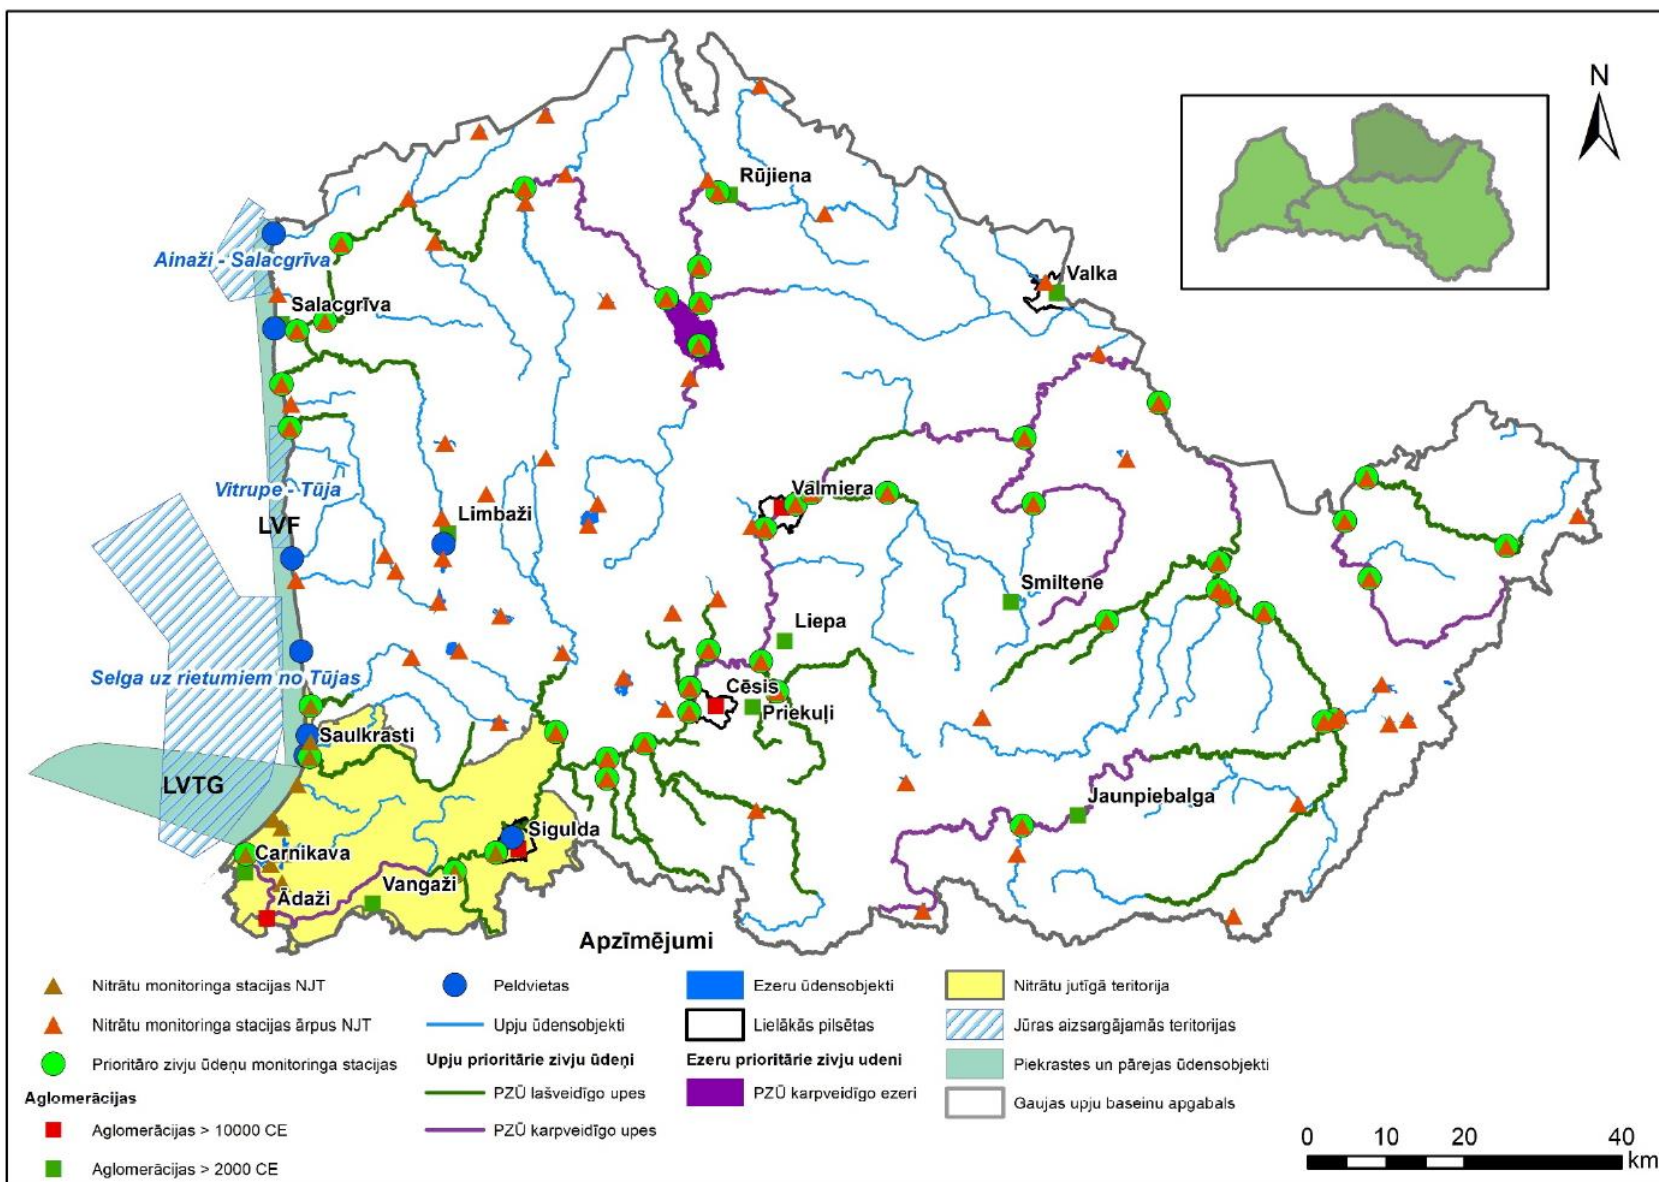 N
Rūjiena
Ainaži - Salacgrīva
Valka
Salacgrīva
Vitrupe - Tūja
LVF
Limbaži
Valmiera
Smiltene
Liepa
Selga uz rietumiem no Tūjas
Cēsis
Priekuļi
Saulkrasti
LVTG
Jaunpiebalga
Sigulda
Carnikava
Vangaži
Ādaži
Apzīmējumi
Nitrātu monitoringa stacijas NJT
Nitrātu monitoringa stacijas ārpus NJT
Prioritāro zivju ūdeņu monitoringa stacijas
Aglomerācijas
Aglomerācijas > 10000 CE
Aglomerācijas > 2000 CE
Peldvietas
Upju ūdensobjekti
Upju prioritārie zivju ūdeņi
PZŪ lašveidīgo upes
PZŪ karpveidīgo upes
Ezeru ūdensobjekti
Lielākās pilsētas
Ezeru prioritārie zivju udeni
PZŪ karpveidīgo ezeri
Nitrātu jutīgā teritorija
Jūras aizsargājamās teritorijas
Piekrastes un pārejas ūdensobjekti
Gaujas upju baseinu apgabals
0 10 20 40
km